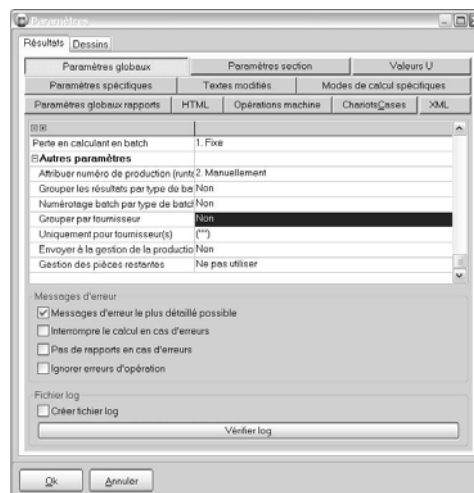 Paramètres
Résultats Dessins
Paramètres globaux Paramètres section Valeurs U
Paramètres spécifiques Textes modifiés Modes de calcul spécifiques
Paramètres globaux rapports HTML Opérations machine ChariotsCases XML
Perte en calculant en batch 1. Fixe
Autres paramètres
Attribuer numéro de production (runti 2. Manuellement
Grouper les résultats par type de ba Non
Numérotage batch par type de batch Non
Grouper par fournisseur Non
Uniquement pour fournisseur(s) (***)
Envoyer à la gestion de la productio Non
Gestion des pièces restantes Ne pas utiliser
Messages d'erreur
Messages d'erreur le plus détaillé possible
Interrompre le calcul en cas d'erreurs
Pas de rapports en cas d'erreurs
Ignorer erreurs d'opération
Fichier log
Créer fichier log
Vérifier log
Ok Annuler